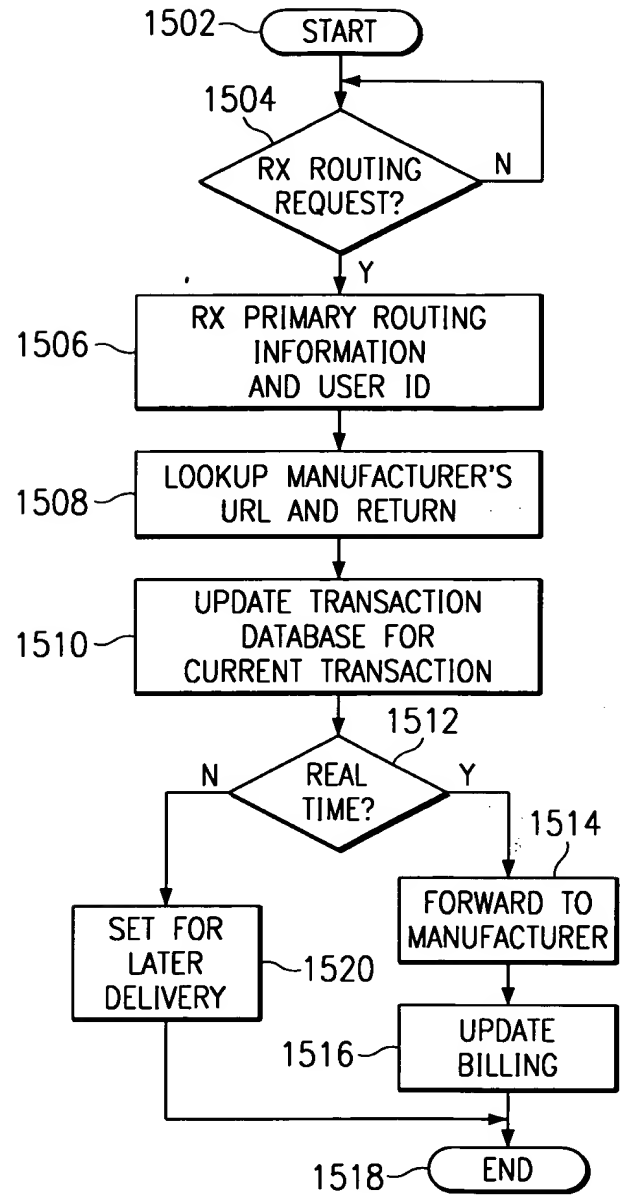 1502
START
1504
RX ROUTING
REQUEST?
N
Y
1506
RX PRIMARY ROUTING
INFORMATION
AND USER ID
1508
LOOKUP MANUFACTURER'S
URL AND RETURN
1510
UPDATE TRANSACTION
DATABASE FOR
CURRENT TRANSACTION
1512
N
REAL
TIME?
Y
1514
FORWARD TO
MANUFACTURER
SET FOR
LATER
DELIVERY
1520
1516
UPDATE
BILLING
1518
END